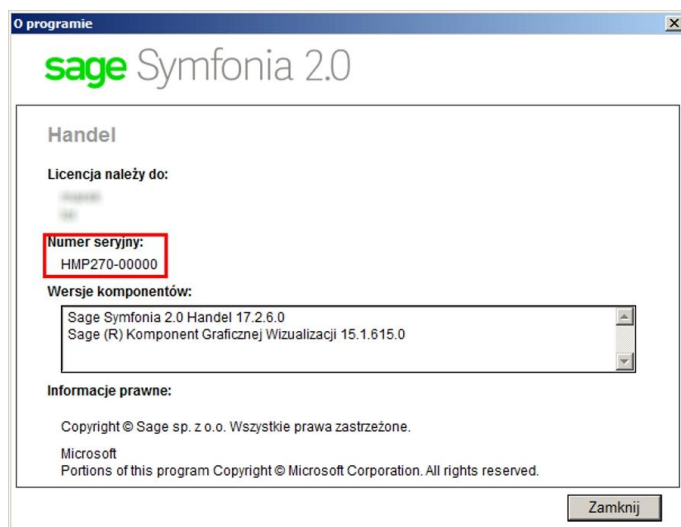 O programie
sage Symfonia 2.0
Handel
Licencja należy do:
Numer seryjny:
HMP270-00000
Wersje komponentów:
Sage Symfonia 2.0 Handel 17.2.6.0
Sage (R) Komponent Graficznej Wizualizacji 15.1.615.0
Informacje prawne:
Copyright © Sage sp. z o.o. Wszystkie prawa zastrzeżone.
Microsoft
Portions of this program Copyright © Microsoft Corporation. All rights reserved.
Zamknij